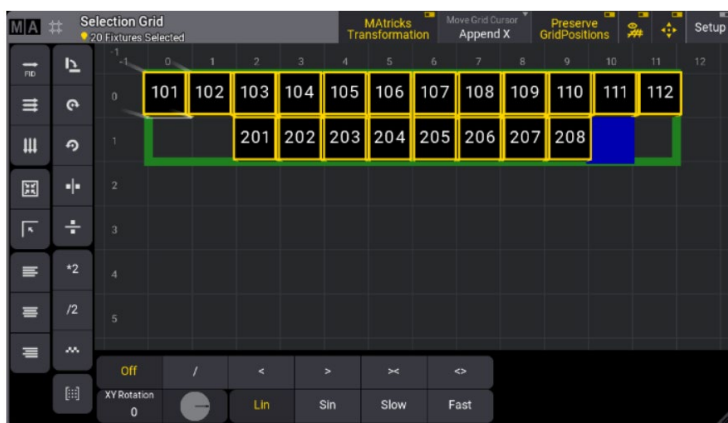 MA
Selection Grid
20 Fixtures Selected
MAtricks
Transformation
Move Grid Cursor
Append X
Preserve
GridPositions
Setup
-1
-1 0 1 2 3 4 5 6 7 8 9 10 11 12
0 101 102 103 104 105 106 107 108 109 110 111 112
1 201 202 203 204 205 206 207 208
2
3
4
5
FID
*2
/2
Off / < > >< <>
XY Rotation
0
Lin Sin Slow Fast